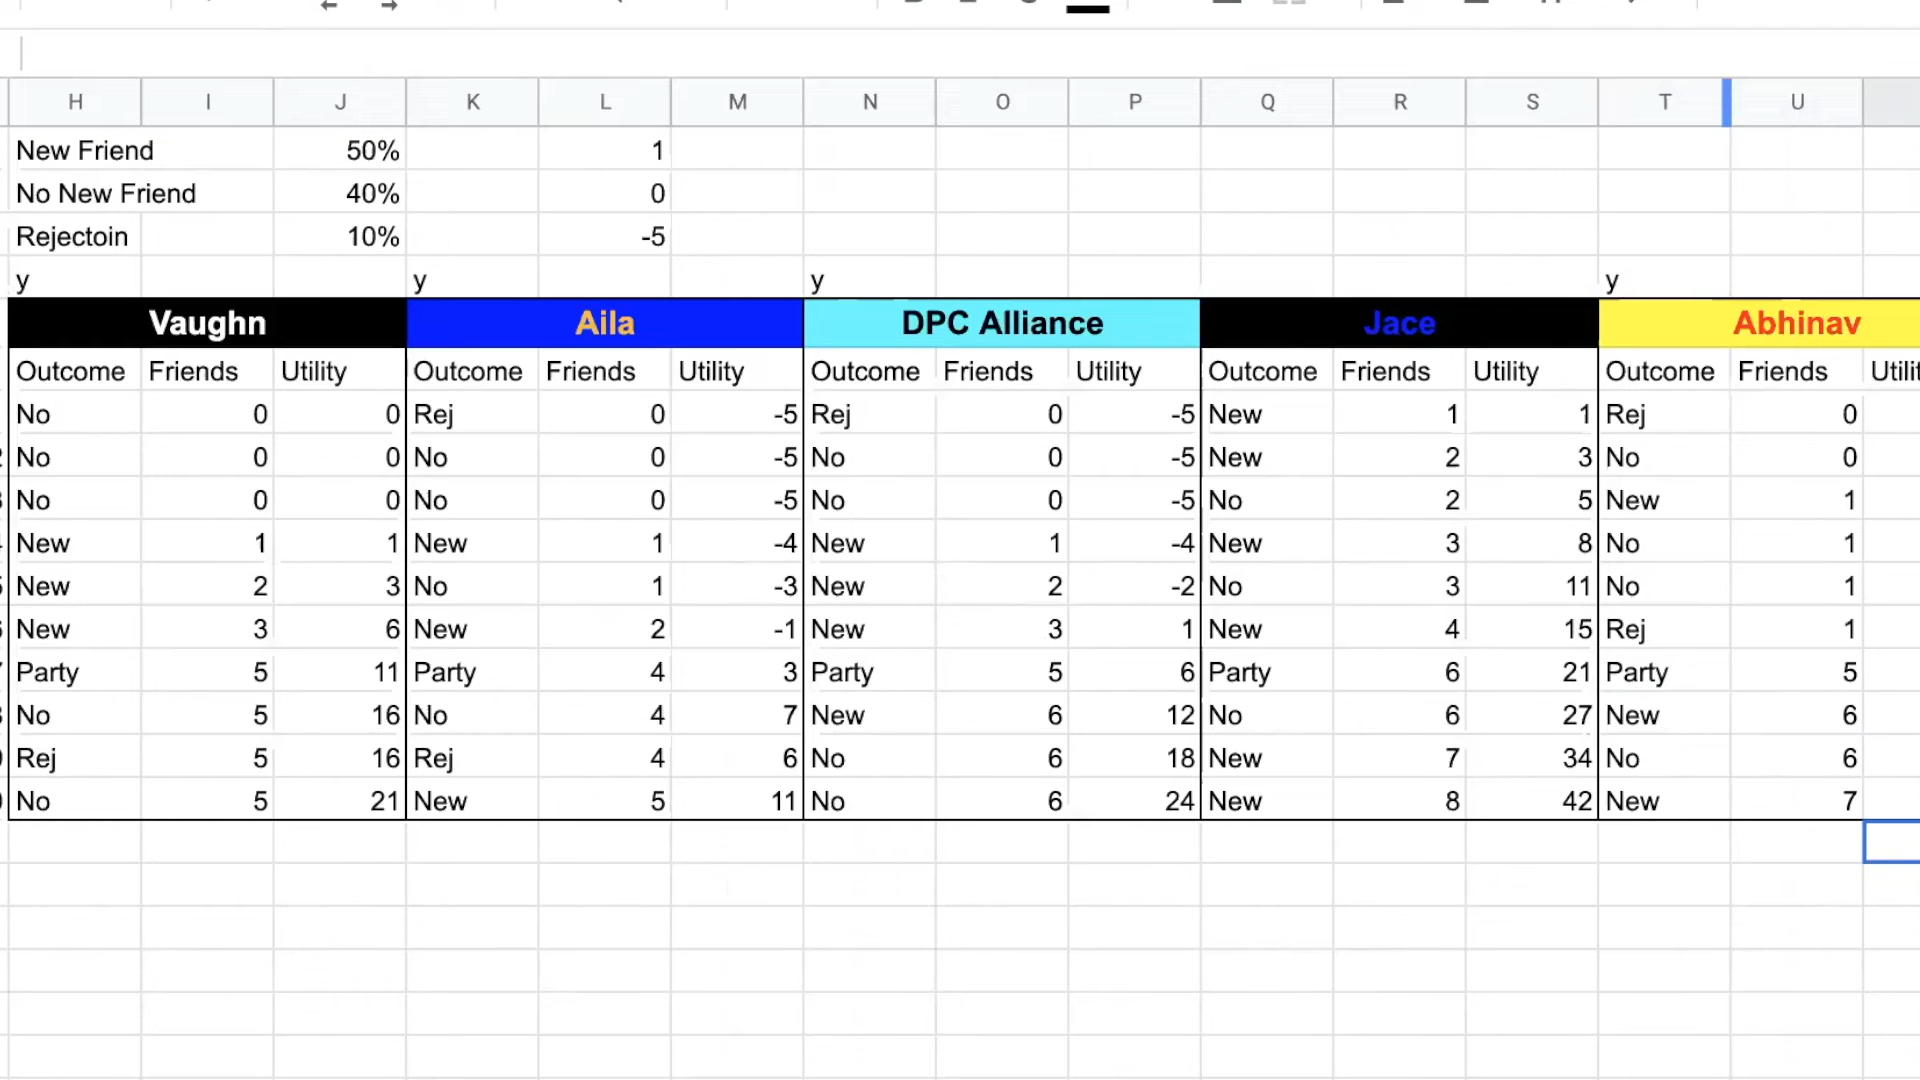 H I J K L M N O P Q R S T U
New Friend 50% 1
No New Friend 40% 0
Rejectoin 10% -5
y y y y
Vaughn Aila DPC Alliance Jace Abhinav
Outcome Friends Utility Outcome Friends Utility Outcome Friends Utility Outcome Friends Utility Outcome Friends
No 0 0 Rej 0 -5 Rej 0 -5 New 1 1 Rej 0
No 0 0 No 0 -5 No 0 -5 New 2 3 No 0
No 0 0 No 0 -5 No 0 -5 No 2 5 New 1
New 1 1 New 1 -4 New 1 -4 New 3 8 No 1
New 2 3 No 1 -3 New 2 -2 No 3 11 No 1
New 3 6 New 2 -1 New 3 1 New 4 15 Rej 1
Party 5 11 Party 4 3 Party 5 6 Party 6 21 Party 5
No 5 16 No 4 7 New 6 12 No 6 27 New 6
Rej 5 16 Rej 4 6 No 6 18 New 7 34 No 6
No 5 21 New 5 11 No 6 24 New 8 42 New 7